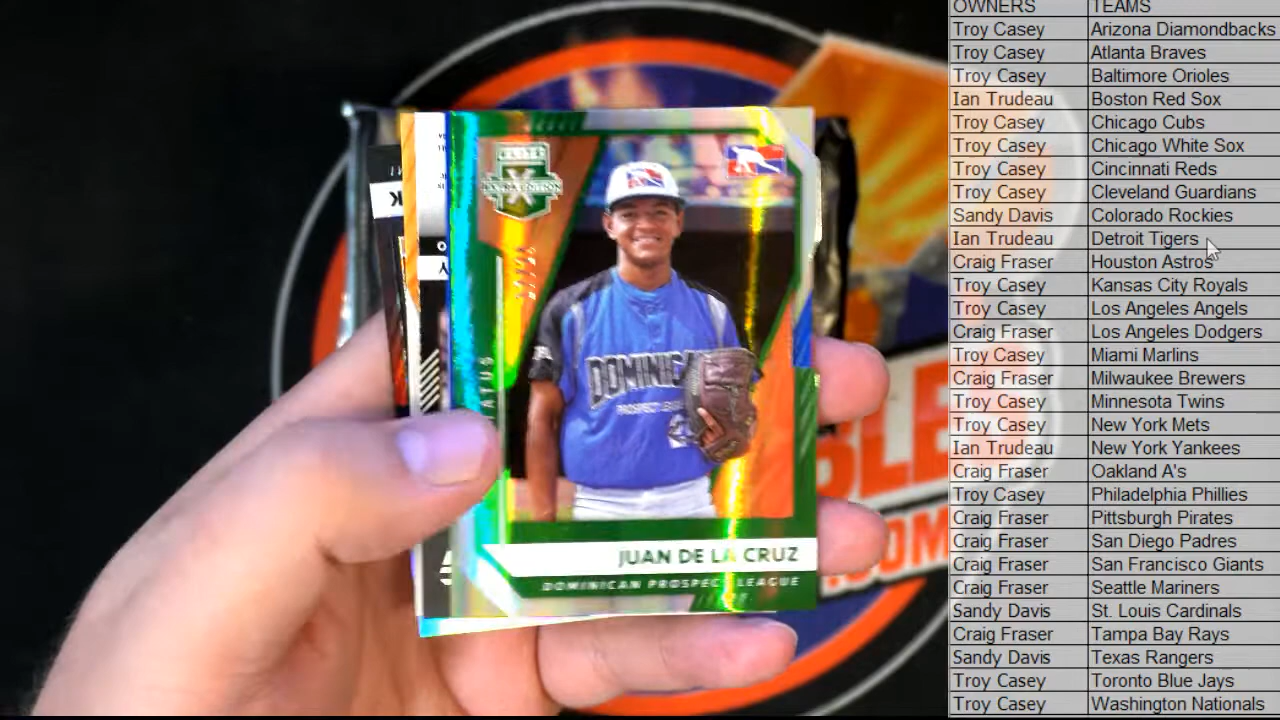 ELITE
X
EXTRA EDITION
DOMINICAN
PROSPECT
JUAN DE LA CRUZ
DOMINICAN PROSPECT LEAGUE
BLE
.COM
OWNERS TEAMS
Troy Casey Arizona Diamondbacks
Troy Casey Atlanta Braves
Troy Casey Baltimore Orioles
Ian Trudeau Boston Red Sox
Troy Casey Chicago Cubs
Troy Casey Chicago White Sox
Troy Casey Cincinnati Reds
Troy Casey Cleveland Guardians
Sandy Davis Colorado Rockies
Ian Trudeau Detroit Tigers
Craig Fraser Houston Astros
Troy Casey Kansas City Royals
Troy Casey Los Angeles Angels
Craig Fraser Los Angeles Dodgers
Troy Casey Miami Marlins
Craig Fraser Milwaukee Brewers
Troy Casey Minnesota Twins
Troy Casey New York Mets
Ian Trudeau New York Yankees
Craig Fraser Oakland A's
Troy Casey Philadelphia Phillies
Craig Fraser Pittsburgh Pirates
Craig Fraser San Diego Padres
Craig Fraser San Francisco Giants
Craig Fraser Seattle Mariners
Sandy Davis St. Louis Cardinals
Craig Fraser Tampa Bay Rays
Sandy Davis Texas Rangers
Troy Casey Toronto Blue Jays
Troy Casey Washington Nationals